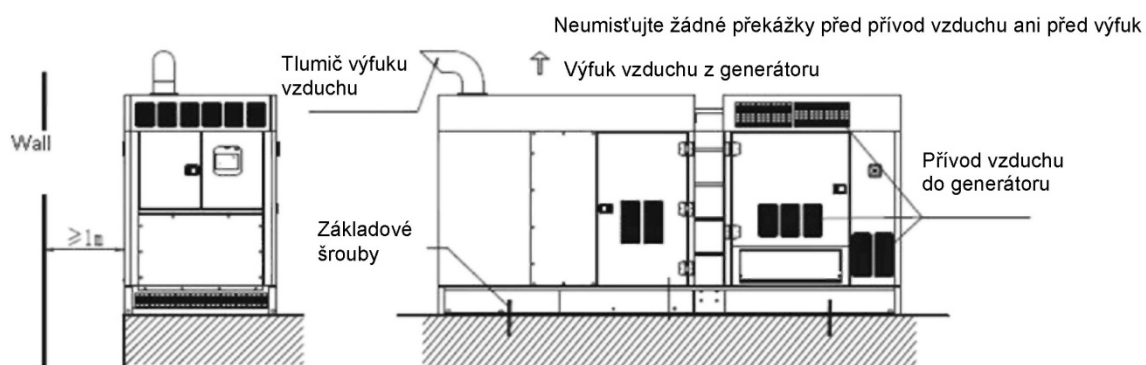 Neumisťujte žádné překážky před přívod vzduchu ani před výfuk
Tlumič výfuku
vzduchu
Výfuk vzduchu z generátoru
Wall
Přívod vzduchu
do generátoru
Základové
šrouby
≥1m